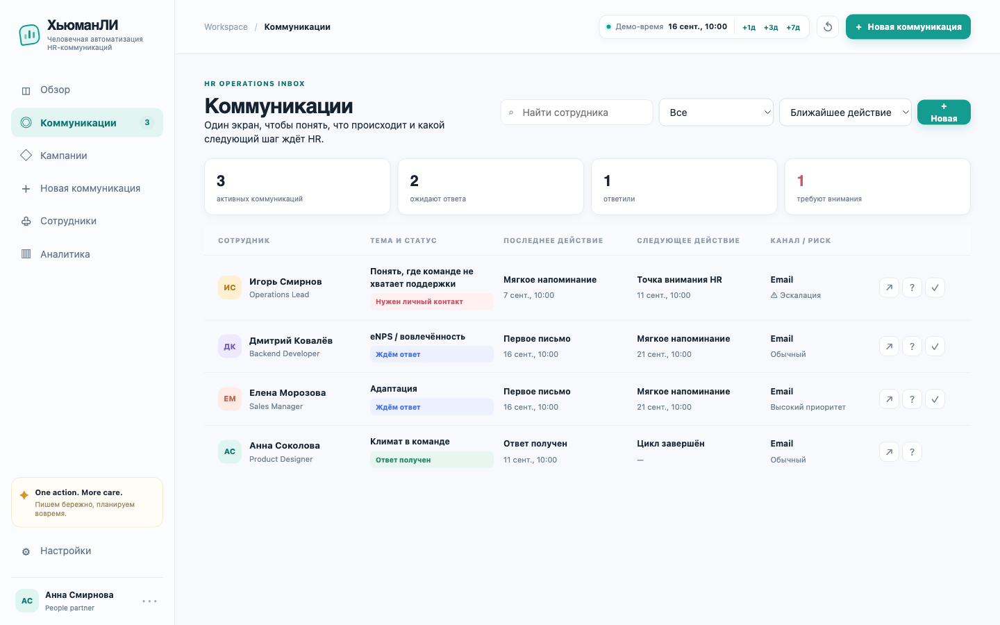 ХьюманЛИ
Человечная автоматизация
HR-коммуникаций
Обзор
Коммуникации 3
Кампании
Новая коммуникация
Сотрудники
Аналитика
One action. More care.
Пишем бережно, планируем
вовремя.
Настройки
АС Анна Смирнова
People partner
Workspace / Коммуникации
Демо-время 16 сент., 10:00 +1д +3д +7д
+ Новая коммуникация
HR OPERATIONS INBOX
Коммуникации
Один экран, чтобы понять, что происходит и какой
следующий шаг ждёт HR.
Найти сотрудника
Все
Ближайшее действие
+
Новая
3
активных коммуникаций
2
ожидают ответа
1
ответили
1
требуют внимания
СОТРУДНИК ТЕМА И СТАТУС ПОСЛЕДНЕЕ ДЕЙСТВИЕ СЛЕДУЮЩЕЕ ДЕЙСТВИЕ КАНАЛ / РИСК
ИС Игорь Смирнов
Operations Lead
Понять, где команде не
хватает поддержки
Нужен личный контакт
Мягкое напоминание
7 сент., 10:00
Точка внимания HR
11 сент., 10:00
Email
⚠ Эскалация
↗ ? ✓
ДК Дмитрий Ковалёв
Backend Developer
eNPS / вовлечённость
Ждём ответ
Первое письмо
16 сент., 10:00
Мягкое напоминание
21 сент., 10:00
Email
Обычный
↗ ? ✓
ЕМ Елена Морозова
Sales Manager
Адаптация
Ждём ответ
Первое письмо
16 сент., 10:00
Мягкое напоминание
21 сент., 10:00
Email
Высокий приоритет
↗ ? ✓
АС Анна Соколова
Product Designer
Климат в команде
Ответ получен
Ответ получен
11 сент., 10:00
Цикл завершён
—
Email
Обычный
↗ ?